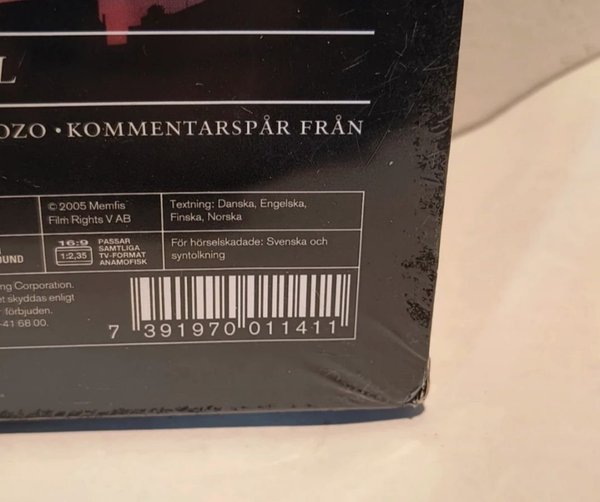 L
OZO • KOMMENTARSPÅR FRÅN
© 2005 Memfis
Film Rights V AB
Textning: Danska, Engelska,
Finska, Norska
OUND
16:9
1:2,35
PASSAR
SAMTLIGA
TV-FORMAT
ANAMOFISK
För hörselskadade: Svenska och
syntolkning
ng Corporation.
et skyddas enligt
förbjuden.
-41 68 00.
7 391970 011411